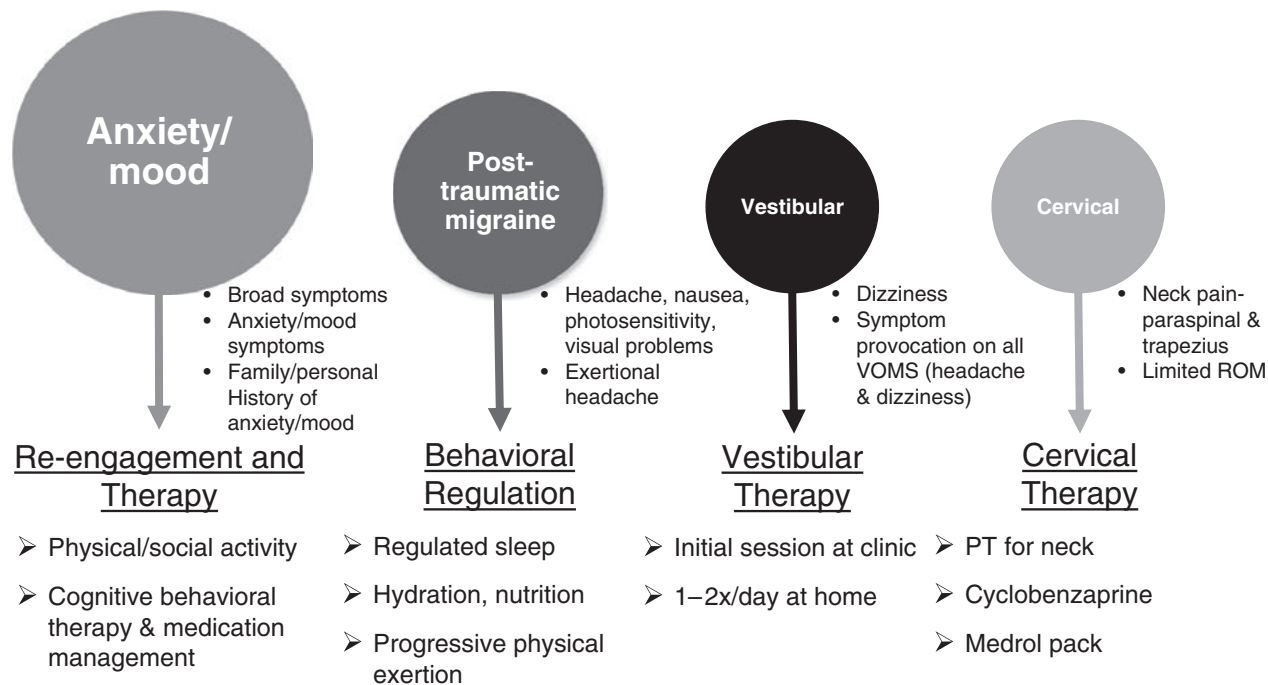 Anxiety/
mood
Post-
traumatic
migraine
Vestibular
Cervical
• Broad symptoms
• Anxiety/mood
symptoms
• Family/personal
History of
anxiety/mood
• Headache, nausea,
photosensitivity,
visual problems
• Exertional
headache
• Dizziness
• Symptom
provocation on all
VOMS (headache
& dizziness)
• Neck pain-
paraspinal &
trapezius
• Limited ROM
Re-engagement and
Therapy
➢ Physical/social activity
➢ Cognitive behavioral
therapy & medication
management
Behavioral
Regulation
➢ Regulated sleep
➢ Hydration, nutrition
➢ Progressive physical
exertion
Vestibular
Therapy
➢ Initial session at clinic
➢ 1–2x/day at home
Cervical
Therapy
➢ PT for neck
➢ Cyclobenzaprine
➢ Medrol pack